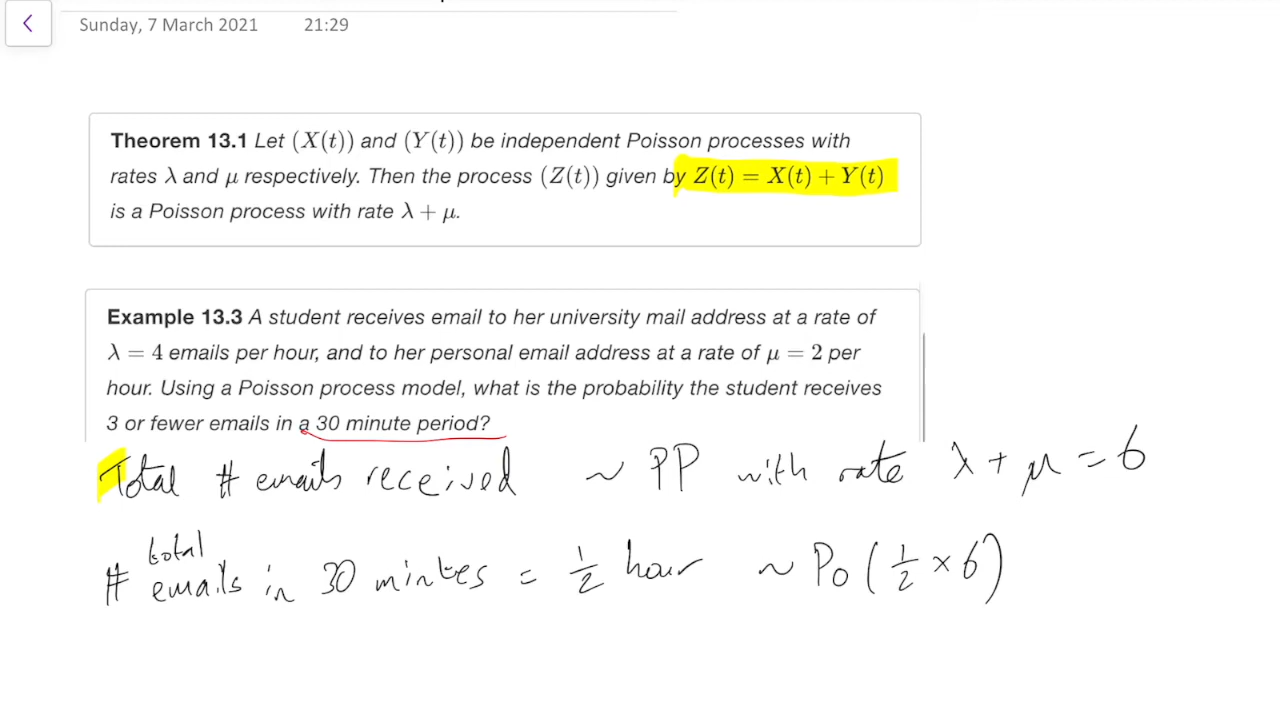 Sunday, 7 March 2021 21:29
Theorem 13.1 Let (X(t)) and (Y(t)) be independent Poisson processes with
rates λ and μ respectively. Then the process (Z(t)) given by Z(t) = X(t) + Y(t)
is a Poisson process with rate λ + μ.
Example 13.3 A student receives email to her university mail address at a rate of
λ = 4 emails per hour, and to her personal email address at a rate of μ = 2 per
hour. Using a Poisson process model, what is the probability the student receives
3 or fewer emails in a 30 minute period?
Total # emails received ~ PP with rate λ + μ = 6
total
# emails in 30 mintes = 1/2 hour ~ Po (1/2 × 6)